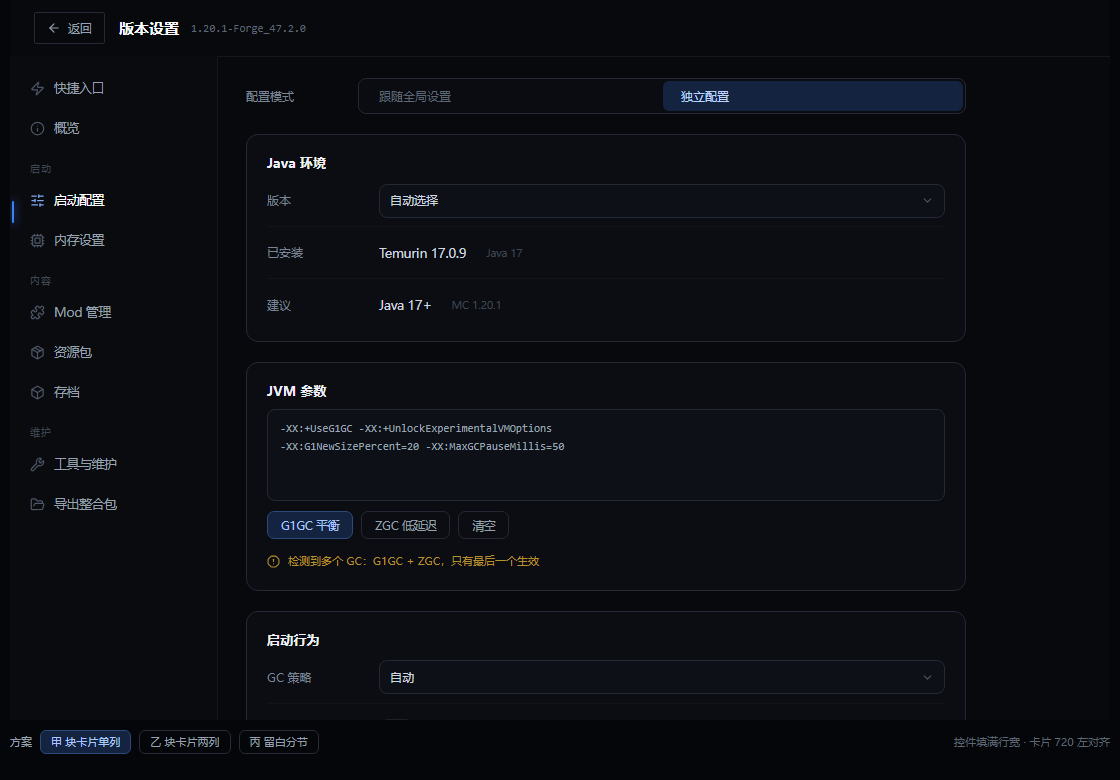 返回 版本设置 1.20.1-Forge_47.2.0
快捷入口
概览
启动
启动配置
内存设置
内容
Mod 管理
资源包
存档
维护
工具与维护
导出整合包
配置模式 跟随全局设置 独立配置
Java 环境
版本 自动选择
已安装 Temurin 17.0.9 Java 17
建议 Java 17+ MC 1.20.1
JVM 参数
-XX:+UseG1GC -XX:+UnlockExperimentalVMOptions
-XX:G1NewSizePercent=20 -XX:MaxGCPauseMillis=50
G1GC 平衡 ZGC 低延迟 清空
检测到多个 GC：G1GC + ZGC，只有最后一个生效
启动行为
GC 策略 自动
方案 甲 块卡片单列 乙 块卡片两列 丙 留白分节 控件填满行宽 · 卡片 720 左对齐